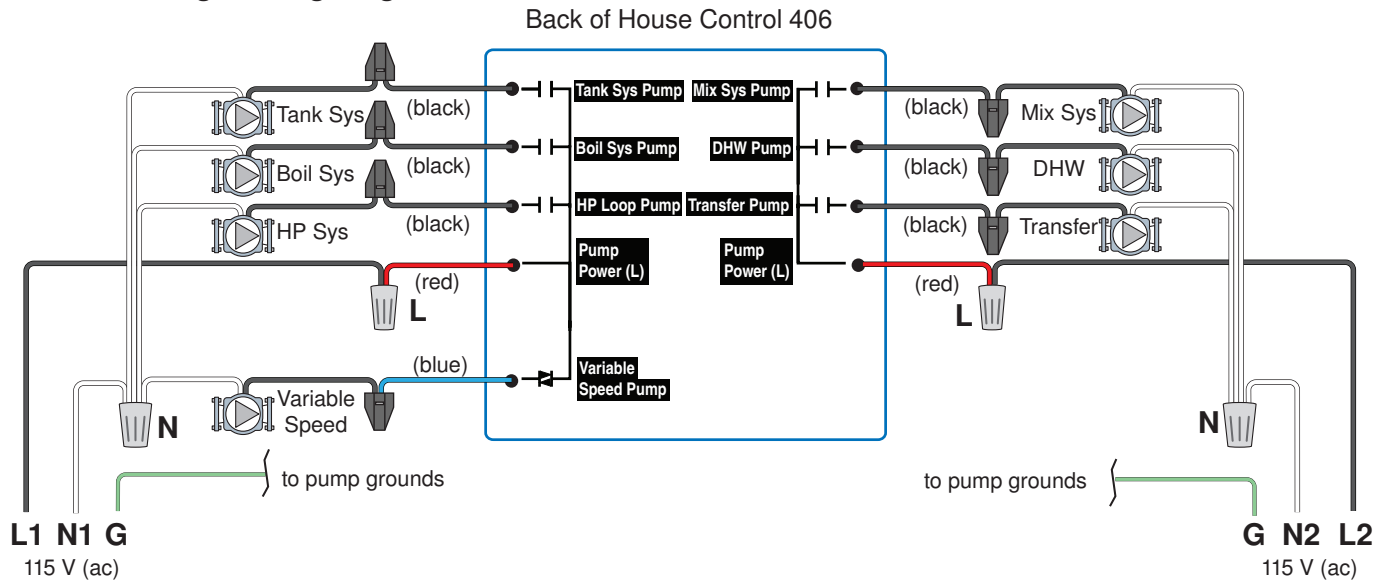 Back of House Control 406
Tank Sys
(black)
Tank Sys Pump
Mix Sys Pump
(black)
Mix Sys
Boil Sys
(black)
Boil Sys Pump
DHW Pump
(black)
DHW
HP Sys
(black)
HP Loop Pump
Transfer Pump
(black)
Transfer
(red)
L
Pump
Power (L)
Pump
Power (L)
(red)
L
(blue)
Variable
Speed Pump
Variable
Speed
N
N
to pump grounds
to pump grounds
L1 N1 G
115 V (ac)
G N2 L2
115 V (ac)